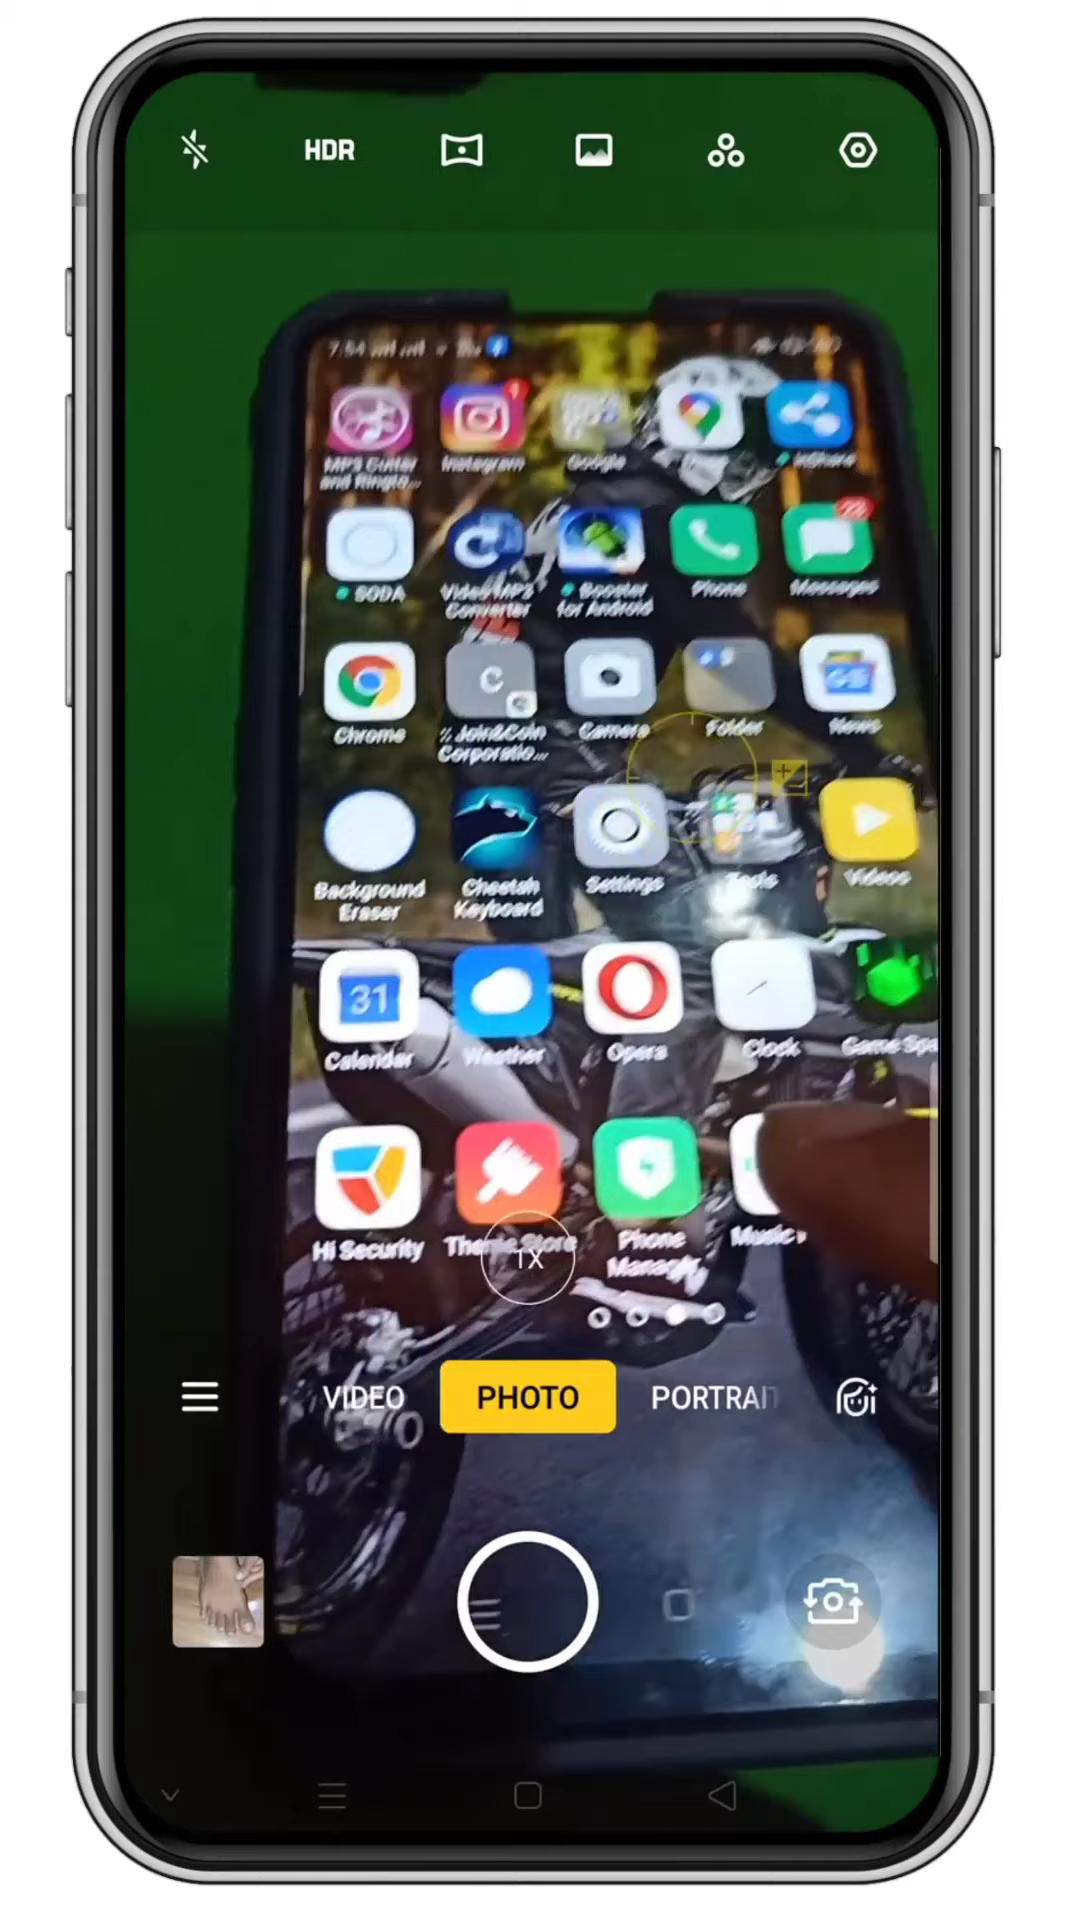 HDR
7:54
MP3 Cutter
and Ringto...
Instagram
Google
SODA
Video MP3
Converter
Booster
for Android
Phone
Messages
Chrome
% Join&Coin
Corporatio...
Camera
Folder
News
Background
Eraser
Cheetah
Keyboard
Settings
Tools
Videos
31
Calendar
Weather
Opera
Clock
Game Spa
Hi Security
Theme Store
1X
Phone
Manager
Music
VIDEO
PHOTO
PORTRAIT